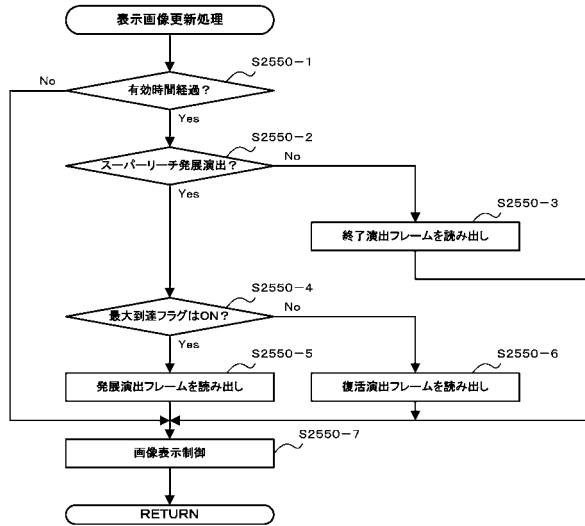 表示画像更新処理
S2550-1
No
有効時間経過？
Yes
S2550-2
スーパーリーチ発展演出？
No
Yes
S2550-3
終了演出フレームを読み出し
S2550-4
最大到達フラグはON？
No
Yes
S2550-5
S2550-6
発展演出フレームを読み出し
復活演出フレームを読み出し
S2550-7
画像表示制御
RETURN